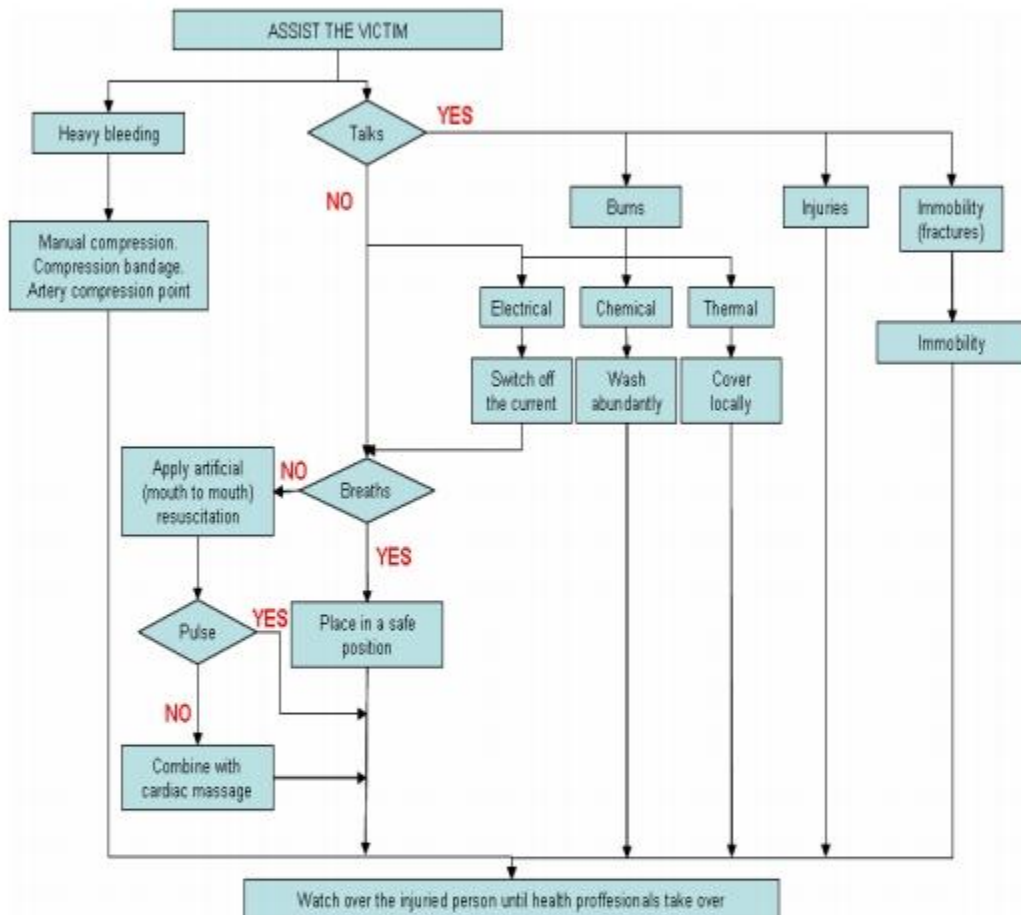 ASSIST THE VICTIM
Heavy bleeding
Talks
YES
NO
Burns
Injuries
Immobility
(fractures)
Manual compression.
Compression bandage.
Artery compression point
Electrical
Chemical
Thermal
Immobility
Switch off
the current
Wash
abundantly
Cover
locally
Apply artificial
(mouth to mouth)
resuscitation
NO
Breaths
YES
Pulse
YES
Place in a safe
position
NO
Combine with
cardiac massage
Watch over the injuried person until health proffesionals take over